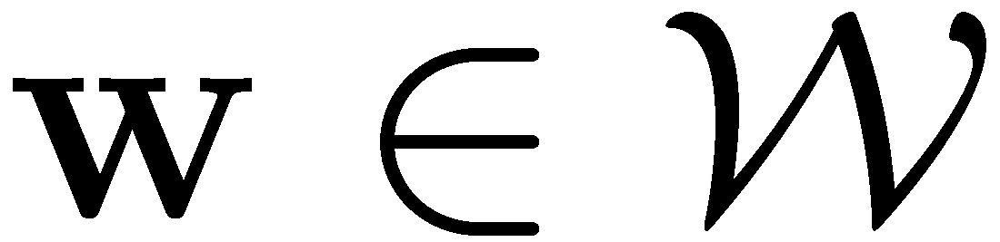 𝐰 ∈ 𝒲